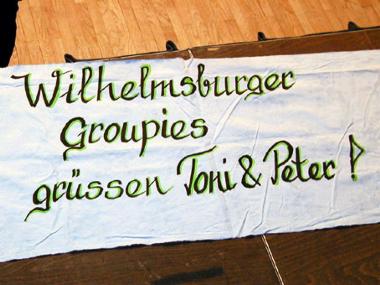 Wilhelmsburger
Groupies
grüssen Toni & Peter !